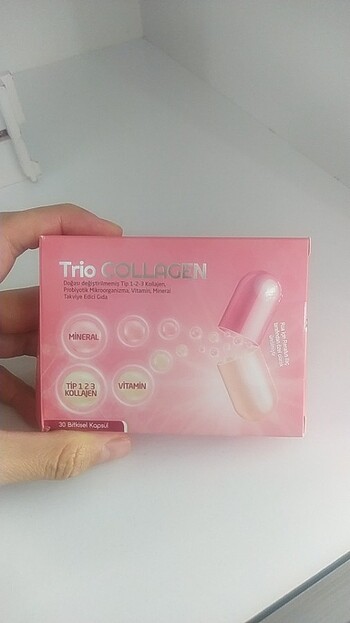 Trio COLLAGEN
Doğası değiştirilmemiş Tip 1-2-3 Kollajen,
Probiyotik Mikroorganizma, Vitamin, Mineral
Takviye Edici Gıda
MİNERAL
TİP 1 2 3
KOLLAJEN
VİTAMİN
30 Bitkisel Kapsül